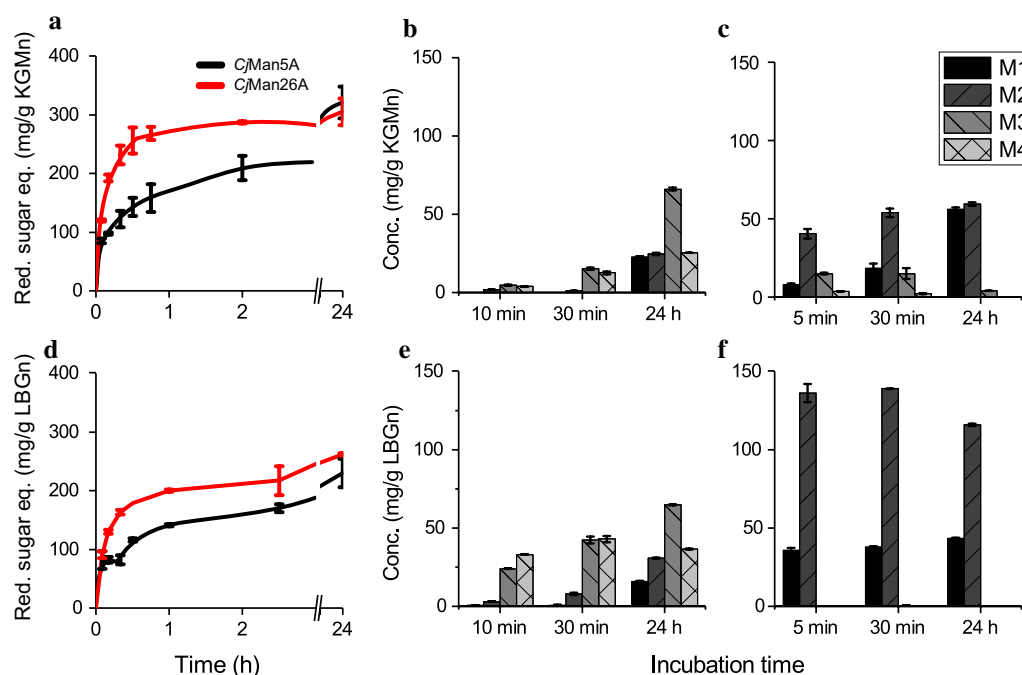 a
Red. sugar eq. (mg/g KGMn)
400
300
200
100
0
CjMan5A
CjMan26A
0 1 2 24
b
Conc. (mg/g KGMn)
150
100
50
0
10 min 30 min 24 h
c
150
100
50
0
5 min 30 min 24 h
M1
M2
M3
M4
d
Red. sugar eq. (mg/g LBGn)
400
300
200
100
0
0 1 2 24
Time (h)
e
Conc. (mg/g LBGn)
150
100
50
0
10 min 30 min 24 h
f
150
100
50
0
5 min 30 min 24 h
Incubation time